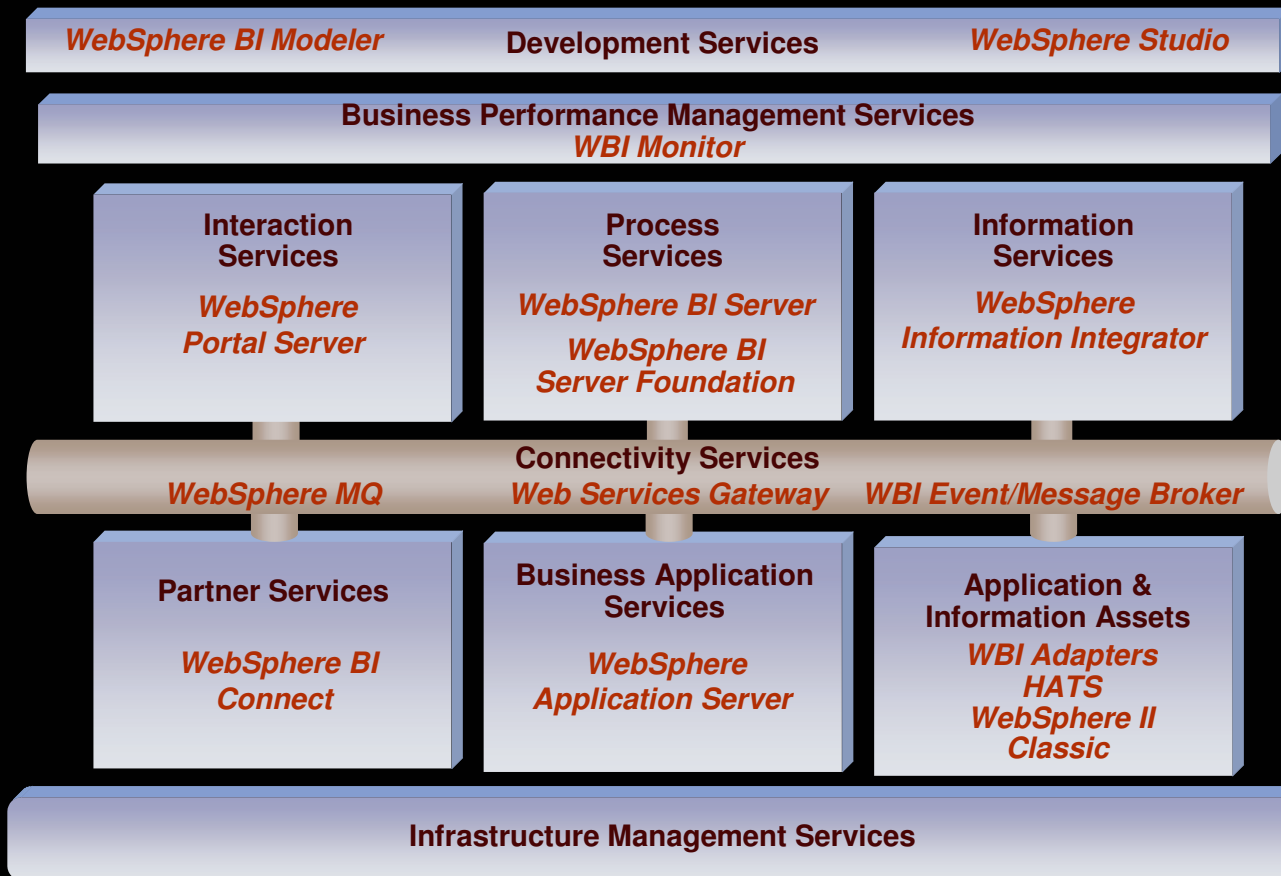 WebSphere BI Modeler
Development Services
WebSphere Studio
Business Performance Management Services
WBI Monitor
Interaction
Services
WebSphere
Portal Server
Process
Services
WebSphere BI Server
WebSphere BI
Server Foundation
Information
Services
WebSphere
Information Integrator
Connectivity Services
WebSphere MQ
Web Services Gateway
WBI Event/Message Broker
Partner Services
WebSphere BI
Connect
Business Application
Services
WebSphere
Application Server
Application &
Information Assets
WBI Adapters
HATS
WebSphere II
Classic
Infrastructure Management Services